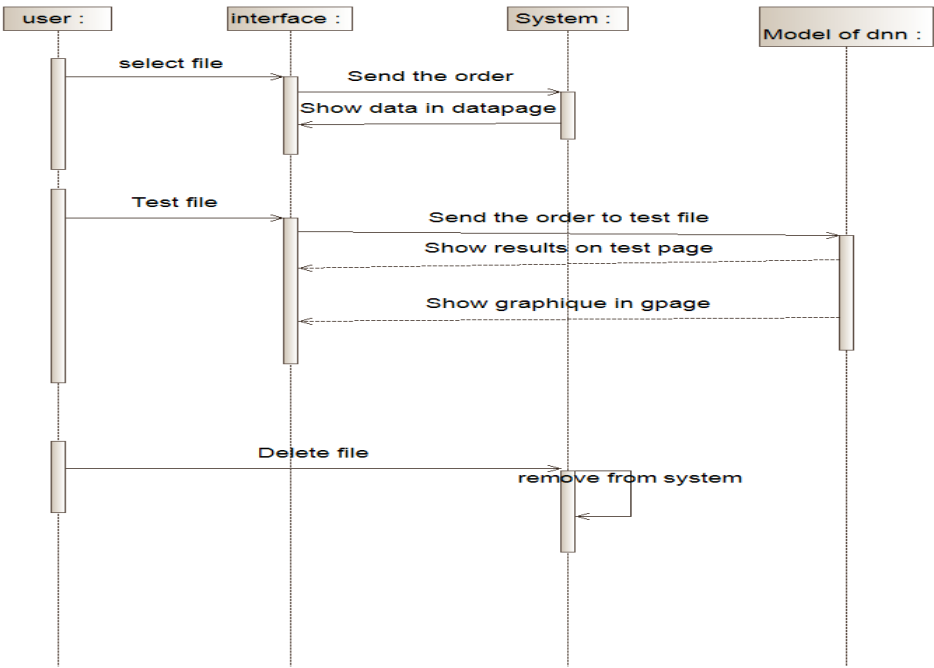 user :
interface :
System :
Model of dnn :
select file
Send the order
Show data in datapage
Test file
Send the order to test file
Show results on test page
Show graphique in gpage
Delete file
remove from system